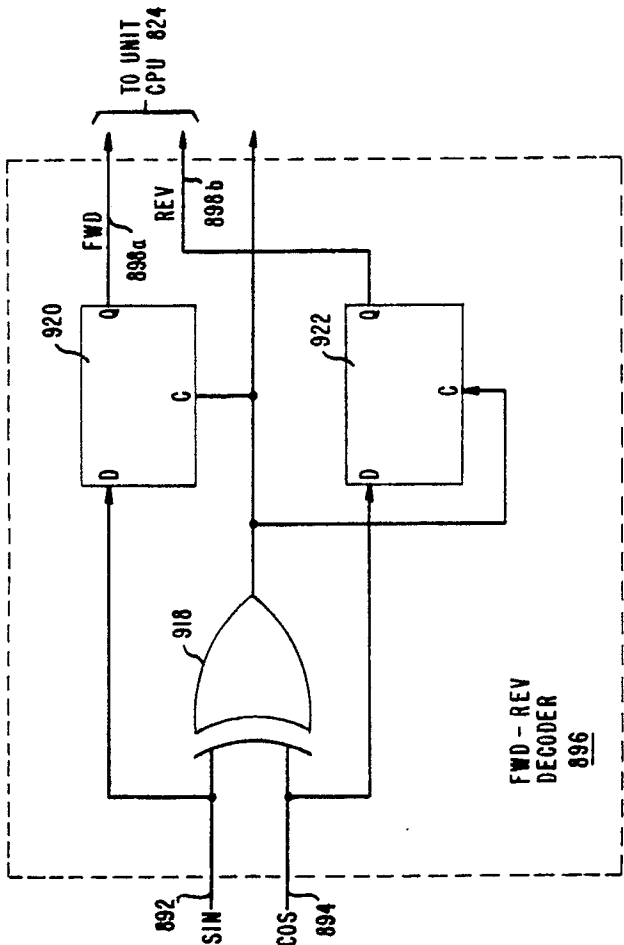 TO UNIT
CPU 824
FWD
898a
REV
898b
920
D
Q
C
922
D
Q
C
918
892
SIN
COS
894
FWD-REV
DECODER
896